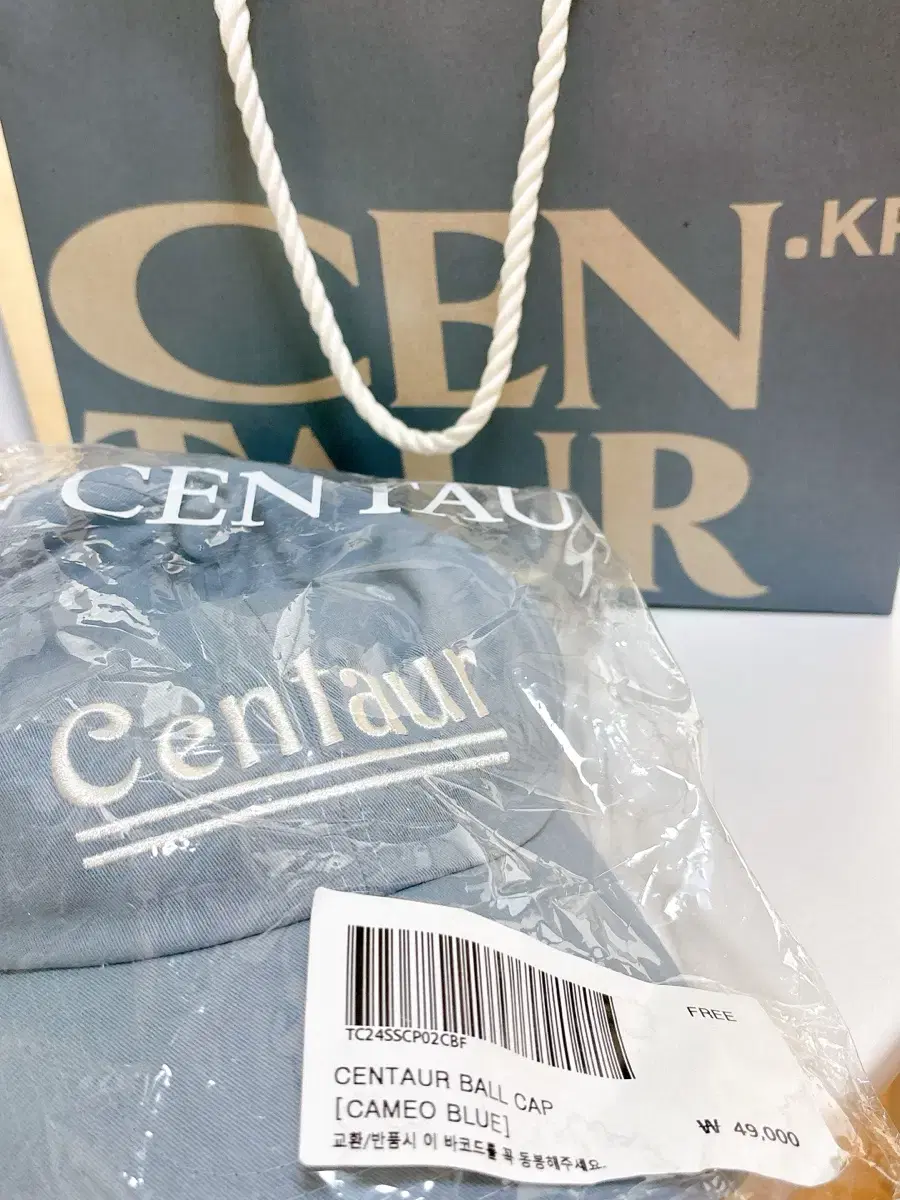 CEN
.KR
TAUR
CENTAUR
Centaur
TC24SSCP02CBF
FREE
CENTAUR BALL CAP
[CAMEO BLUE]
₩ 49,000
교환/반품시 이 바코드를 꼭 동봉해주세요.